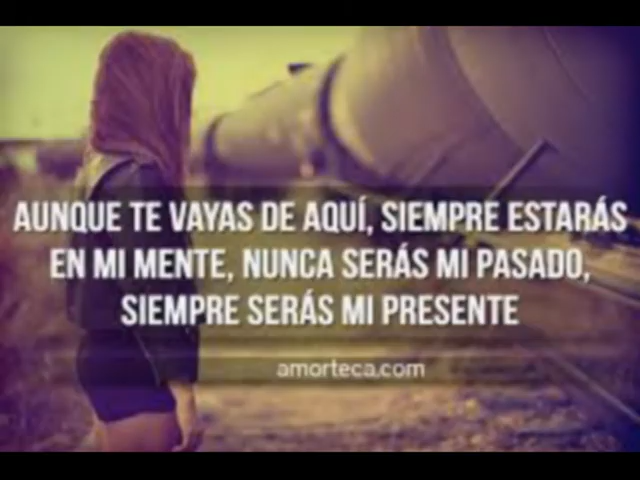 AUNQUE TE VAYAS DE AQUÍ, SIEMPRE ESTARÁS
EN MI MENTE, NUNCA SERÁS MI PASADO,
SIEMPRE SERÁS MI PRESENTE
amorteca.com